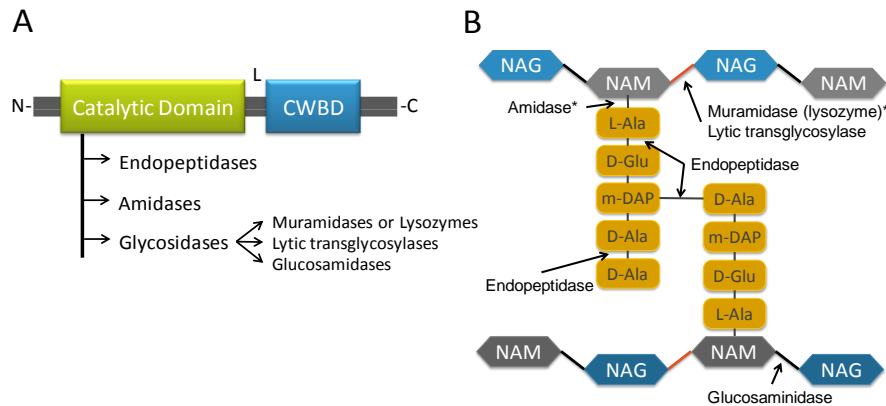 A
L
N-
Catalytic Domain
CWBD
-C
Endopeptidases
Amidases
Glycosidases
Muramidases or Lysozymes
Lytic transglycosylases
Glucosamidases
B
NAG
NAM
NAG
NAM
Amidase*
Muramidase (lysozyme)*
Lytic transglycosylase
L-Ala
D-Glu
Endopeptidase
m-DAP
D-Ala
D-Ala
m-DAP
D-Ala
D-Glu
Endopeptidase
L-Ala
NAM
NAG
NAM
NAG
Glucosaminidase